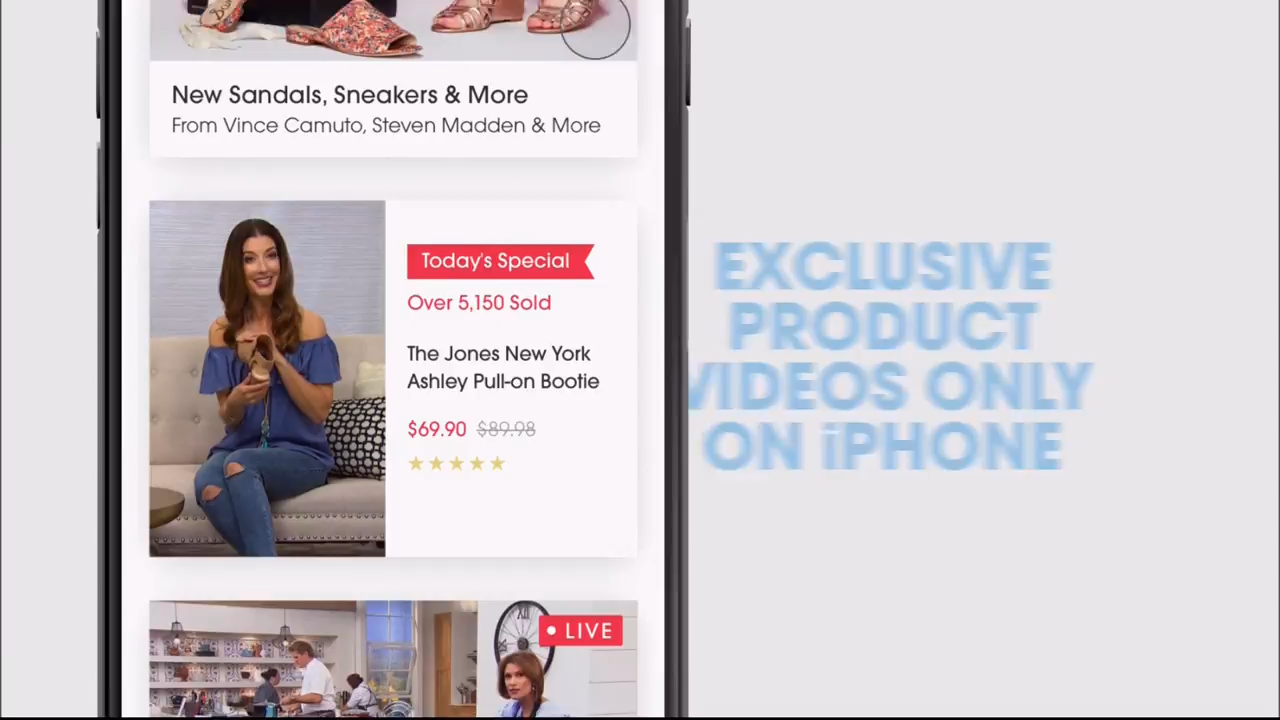 New Sandals, Sneakers & More
From Vince Camuto, Steven Madden & More
Today's Special
Over 5,150 Sold
The Jones New York
Ashley Pull-on Bootie
$69.90 $89.98
EXCLUSIVE
PRODUCT
VIDEOS ONLY
ON iPHONE
LIVE